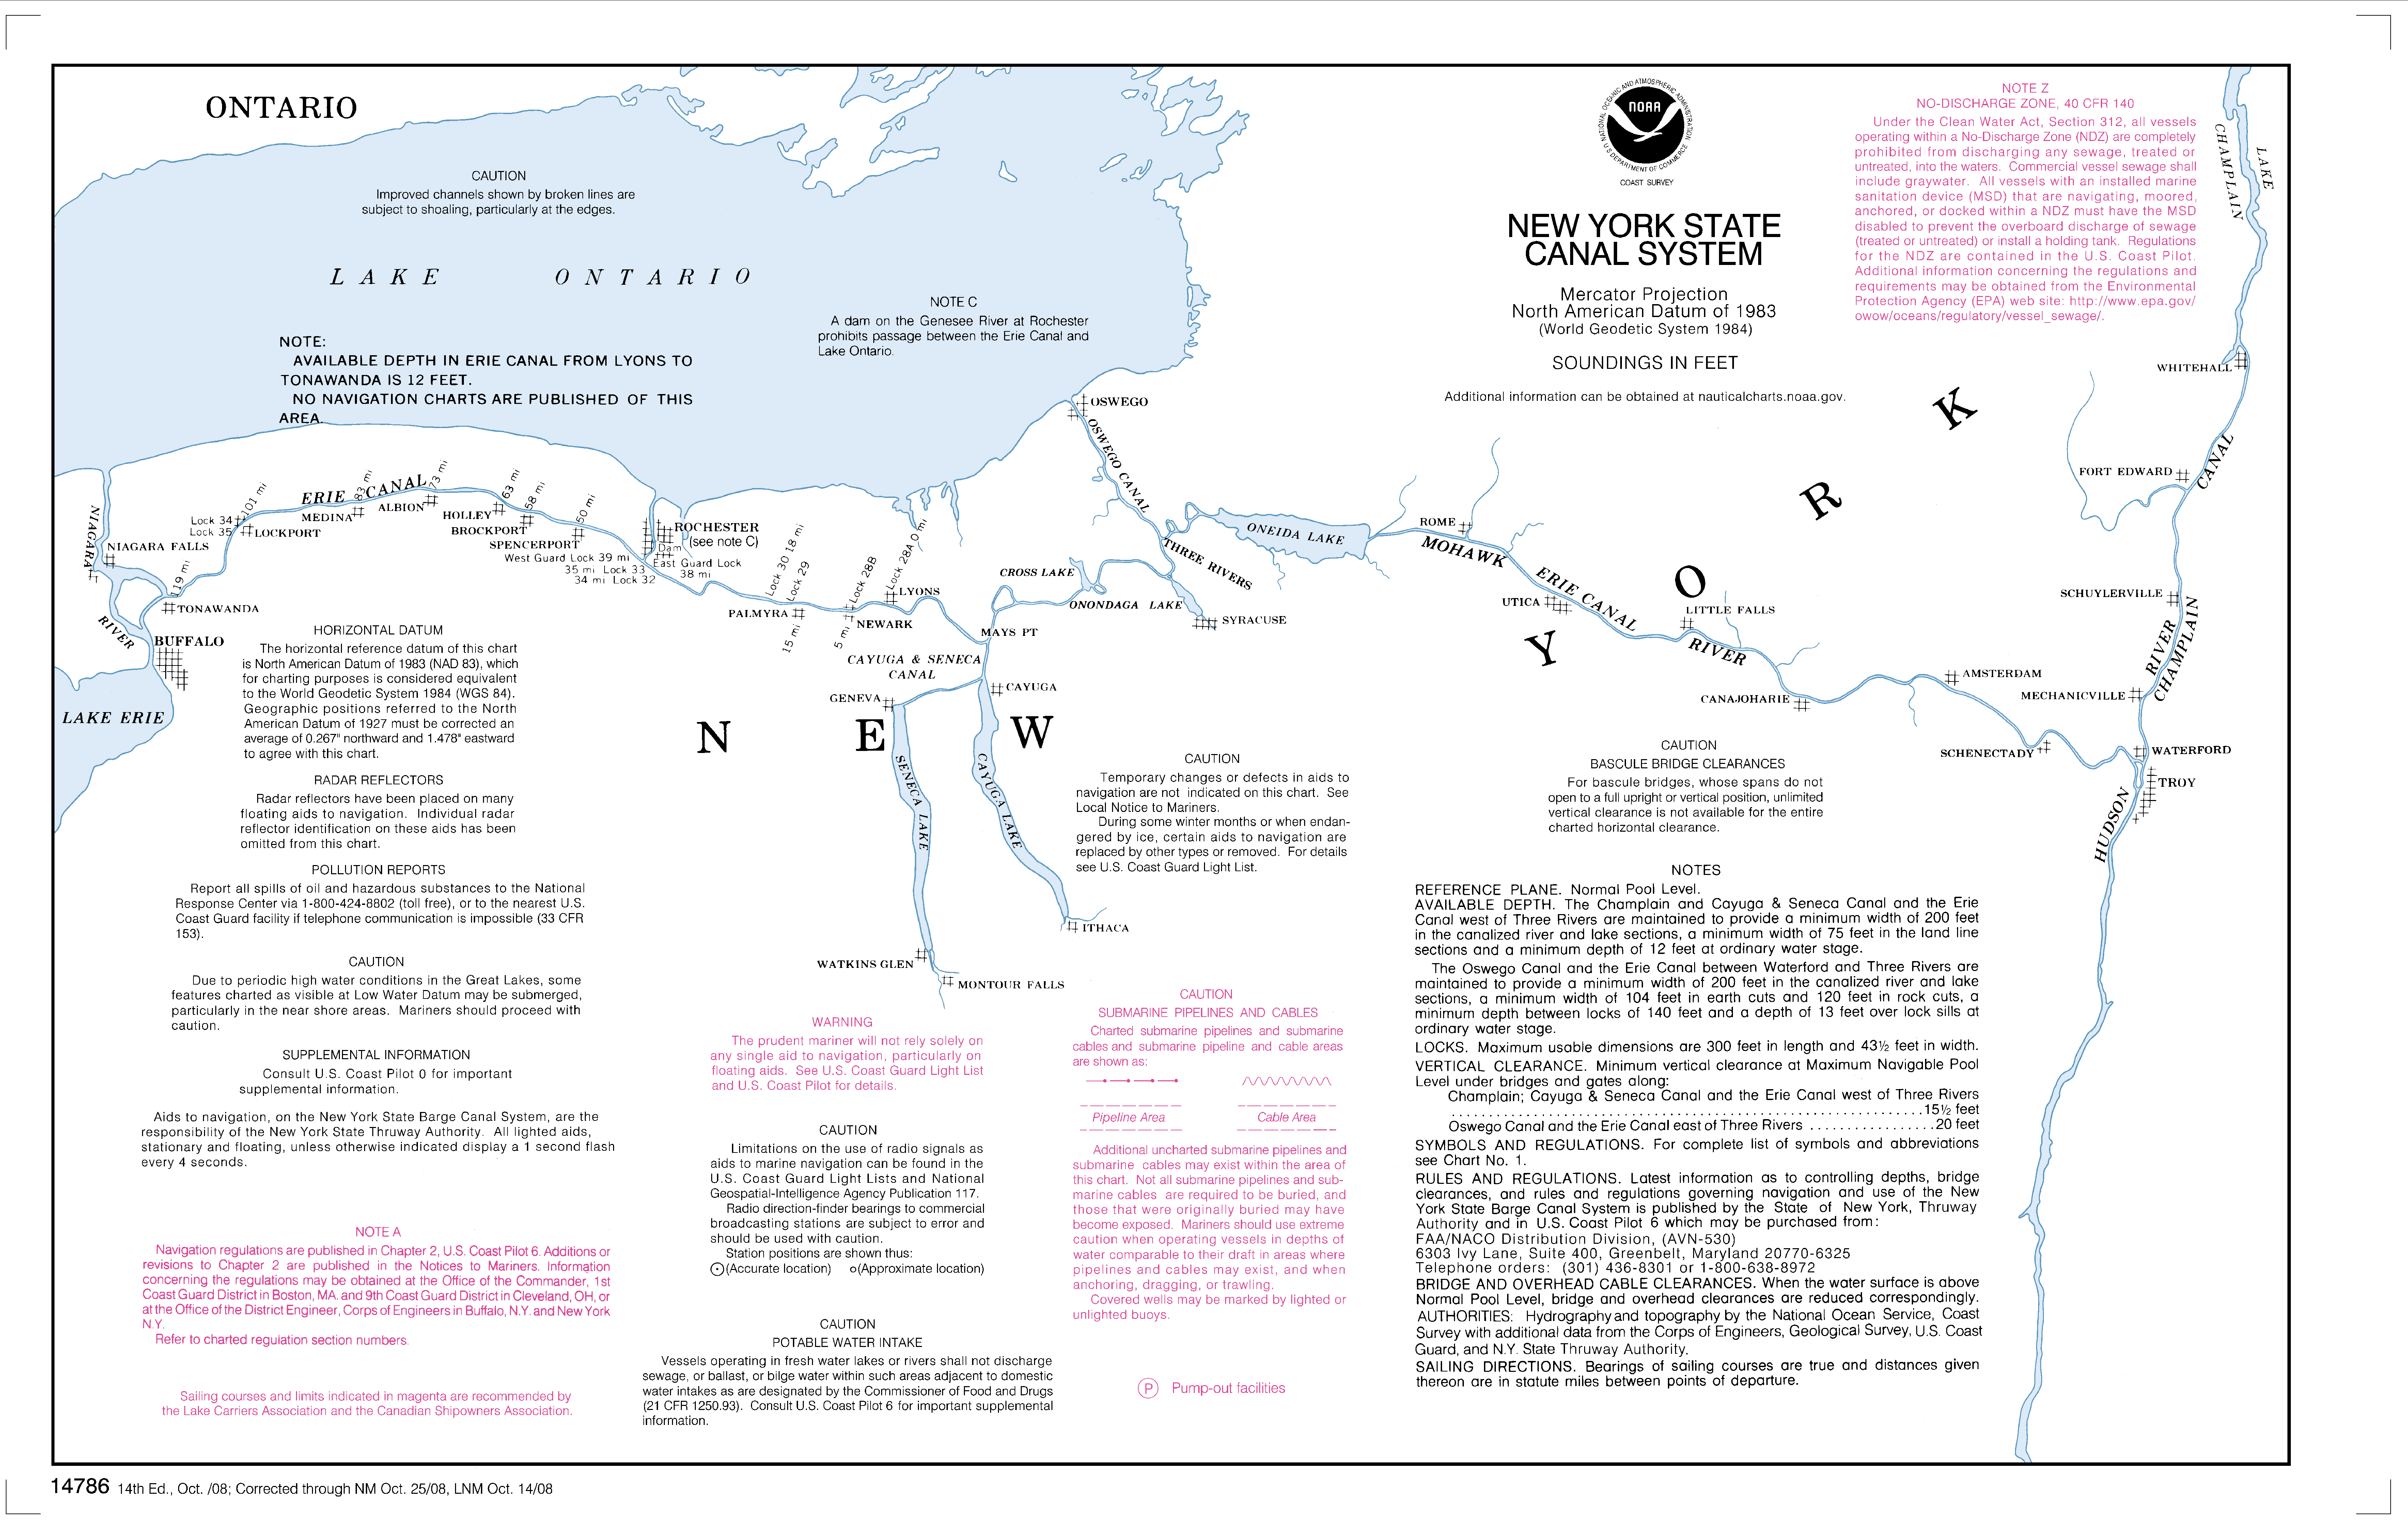 ONTARIO
CAUTION
Improved channels shown by broken lines are
subject to shoaling, particularly at the edges.
LAKE ONTARIO
NOTE:
AVAILABLE DEPTH IN ERIE CANAL FROM LYONS TO
TONAWANDA IS 12 FEET.
NO NAVIGATION CHARTS ARE PUBLISHED OF THIS
AREA.
NOTE C
A dam on the Genesee River at Rochester
prohibits passage between the Erie Canal and
Lake Ontario.
NATIONAL OCEANIC AND ATMOSPHERIC ADMINISTRATION
NOAA
U.S. DEPARTMENT OF COMMERCE
COAST SURVEY
NEW YORK STATE
CANAL SYSTEM
Mercator Projection
North American Datum of 1983
(World Geodetic System 1984)
SOUNDINGS IN FEET
Additional information can be obtained at nauticalcharts.noaa.gov.
NOTE Z
NO-DISCHARGE ZONE, 40 CFR 140
Under the Clean Water Act, Section 312, all vessels
operating within a No-Discharge Zone (NDZ) are completely
prohibited from discharging any sewage, treated or
untreated, into the waters. Commercial vessel sewage shall
include graywater. All vessels with an installed marine
sanitation device (MSD) that are navigating, moored,
anchored, or docked within a NDZ must have the MSD
disabled to prevent the overboard discharge of sewage
(treated or untreated) or install a holding tank. Regulations
for the NDZ are contained in the U.S. Coast Pilot.
Additional information concerning the regulations and
requirements may be obtained from the Environmental
Protection Agency (EPA) web site: http://www.epa.gov/
owow/oceans/regulatory/vessel_sewage/.
LAKE
CHAMPLAIN
WHITEHALL
FORT EDWARD
CANAL
SCHUYLERVILLE
CHAMPLAIN
RIVER
MECHANICVILLE
WATERFORD
TROY
HUDSON
SCHENECTADY
AMSTERDAM
CANAJOHARIE
LITTLE FALLS
RIVER
ERIE CANAL
UTICA
MOHAWK
ROME
ONEIDA LAKE
THREE RIVERS
OSWEGO
OSWEGO CANAL
SYRACUSE
ONONDAGA LAKE
CROSS LAKE
MAYS PT
CAYUGA & SENECA
CANAL
GENEVA
CAYUGA
SENECA LAKE
CAYUGA LAKE
ITHACA
WATKINS GLEN
MONTOUR FALLS
N E W
Y O R K
NIAGARA
RIVER
NIAGARA FALLS
119 mi
TONAWANDA
BUFFALO
LAKE ERIE
Lock 34
Lock 35
101 mi
LOCKPORT
ERIE CANAL
MEDINA
83 mi
ALBION
73 mi
HOLLEY
63 mi
BROCKPORT
58 mi
SPENCERPORT
50 mi
West Guard Lock 39 mi
35 mi Lock 33
34 mi Lock 32
ROCHESTER
(see note C)
Dam
East Guard Lock
38 mi
Lock 30 18 mi
Lock 29
15 mi
PALMYRA
Lock 28B
5 mi
NEWARK
Lock 28A 0 mi
LYONS
HORIZONTAL DATUM
The horizontal reference datum of this chart
is North American Datum of 1983 (NAD 83), which
for charting purposes is considered equivalent
to the World Geodetic System 1984 (WGS 84).
Geographic positions referred to the North
American Datum of 1927 must be corrected an
average of 0.267" northward and 1.478" eastward
to agree with this chart.
RADAR REFLECTORS
Radar reflectors have been placed on many
floating aids to navigation. Individual radar
reflector identification on these aids has been
omitted from this chart.
POLLUTION REPORTS
Report all spills of oil and hazardous substances to the National
Response Center via 1-800-424-8802 (toll free), or to the nearest U.S.
Coast Guard facility if telephone communication is impossible (33 CFR
153).
CAUTION
Due to periodic high water conditions in the Great Lakes, some
features charted as visible at Low Water Datum may be submerged,
particularly in the near shore areas. Mariners should proceed with
caution.
SUPPLEMENTAL INFORMATION
Consult U.S. Coast Pilot 0 for important
supplemental information.
Aids to navigation, on the New York State Barge Canal System, are the
responsibility of the New York State Thruway Authority. All lighted aids,
stationary and floating, unless otherwise indicated display a 1 second flash
every 4 seconds.
NOTE A
Navigation regulations are published in Chapter 2, U.S. Coast Pilot 6. Additions or
revisions to Chapter 2 are published in the Notices to Mariners. Information
concerning the regulations may be obtained at the Office of the Commander, 1st
Coast Guard District in Boston, MA. and 9th Coast Guard District in Cleveland, OH, or
at the Office of the District Engineer, Corps of Engineers in Buffalo, N.Y. and New York
N.Y.
Refer to charted regulation section numbers.
Sailing courses and limits indicated in magenta are recommended by
the Lake Carriers Association and the Canadian Shipowners Association.
WARNING
The prudent mariner will not rely solely on
any single aid to navigation, particularly on
floating aids. See U.S. Coast Guard Light List
and U.S. Coast Pilot for details.
CAUTION
Limitations on the use of radio signals as
aids to marine navigation can be found in the
U.S. Coast Guard Light Lists and National
Geospatial-Intelligence Agency Publication 117.
Radio direction-finder bearings to commercial
broadcasting stations are subject to error and
should be used with caution.
Station positions are shown thus:
(Accurate location) o(Approximate location)
CAUTION
POTABLE WATER INTAKE
Vessels operating in fresh water lakes or rivers shall not discharge
sewage, or ballast, or bilge water within such areas adjacent to domestic
water intakes as are designated by the Commissioner of Food and Drugs
(21 CFR 1250.93). Consult U.S. Coast Pilot 6 for important supplemental
information.
CAUTION
Temporary changes or defects in aids to
navigation are not indicated on this chart. See
Local Notice to Mariners.
During some winter months or when endan-
gered by ice, certain aids to navigation are
replaced by other types or removed. For details
see U.S. Coast Guard Light List.
CAUTION
SUBMARINE PIPELINES AND CABLES
Charted submarine pipelines and submarine
cables and submarine pipeline and cable areas
are shown as:
Pipeline Area Cable Area
Additional uncharted submarine pipelines and
submarine cables may exist within the area of
this chart. Not all submarine pipelines and sub-
marine cables are required to be buried, and
those that were originally buried may have
become exposed. Mariners should use extreme
caution when operating vessels in depths of
water comparable to their draft in areas where
pipelines and cables may exist, and when
anchoring, dragging, or trawling.
Covered wells may be marked by lighted or
unlighted buoys.
P Pump-out facilities
CAUTION
BASCULE BRIDGE CLEARANCES
For bascule bridges, whose spans do not
open to a full upright or vertical position, unlimited
vertical clearance is not available for the entire
charted horizontal clearance.
NOTES
REFERENCE PLANE. Normal Pool Level.
AVAILABLE DEPTH. The Champlain and Cayuga & Seneca Canal and the Erie
Canal west of Three Rivers are maintained to provide a minimum width of 200 feet
in the canalized river and lake sections, a minimum width of 75 feet in the land line
sections and a minimum depth of 12 feet at ordinary water stage.
The Oswego Canal and the Erie Canal between Waterford and Three Rivers are
maintained to provide a minimum width of 200 feet in the canalized river and lake
sections, a minimum width of 104 feet in earth cuts and 120 feet in rock cuts, a
minimum depth between locks of 140 feet and a depth of 13 feet over lock sills at
ordinary water stage.
LOCKS. Maximum usable dimensions are 300 feet in length and 43½ feet in width.
VERTICAL CLEARANCE. Minimum vertical clearance at Maximum Navigable Pool
Level under bridges and gates along:
Champlain; Cayuga & Seneca Canal and the Erie Canal west of Three Rivers
..........15½ feet
Oswego Canal and the Erie Canal east of Three Rivers ..........20 feet
SYMBOLS AND REGULATIONS. For complete list of symbols and abbreviations
see Chart No. 1.
RULES AND REGULATIONS. Latest information as to controlling depths, bridge
clearances, and rules and regulations governing navigation and use of the New
York State Barge Canal System is published by the State of New York, Thruway
Authority and in U.S. Coast Pilot 6 which may be purchased from:
FAA/NACO Distribution Division, (AVN-530)
6303 Ivy Lane, Suite 400, Greenbelt, Maryland 20770-6325
Telephone orders: (301) 436-8301 or 1-800-638-8972
BRIDGE AND OVERHEAD CABLE CLEARANCES. When the water surface is above
Normal Pool Level, bridge and overhead clearances are reduced correspondingly.
AUTHORITIES: Hydrography and topography by the National Ocean Service, Coast
Survey with additional data from the Corps of Engineers, Geological Survey, U.S. Coast
Guard, and N.Y. State Thruway Authority.
SAILING DIRECTIONS. Bearings of sailing courses are true and distances given
thereon are in statute miles between points of departure.
14786 14th Ed., Oct. /08; Corrected through NM Oct. 25/08, LNM Oct. 14/08